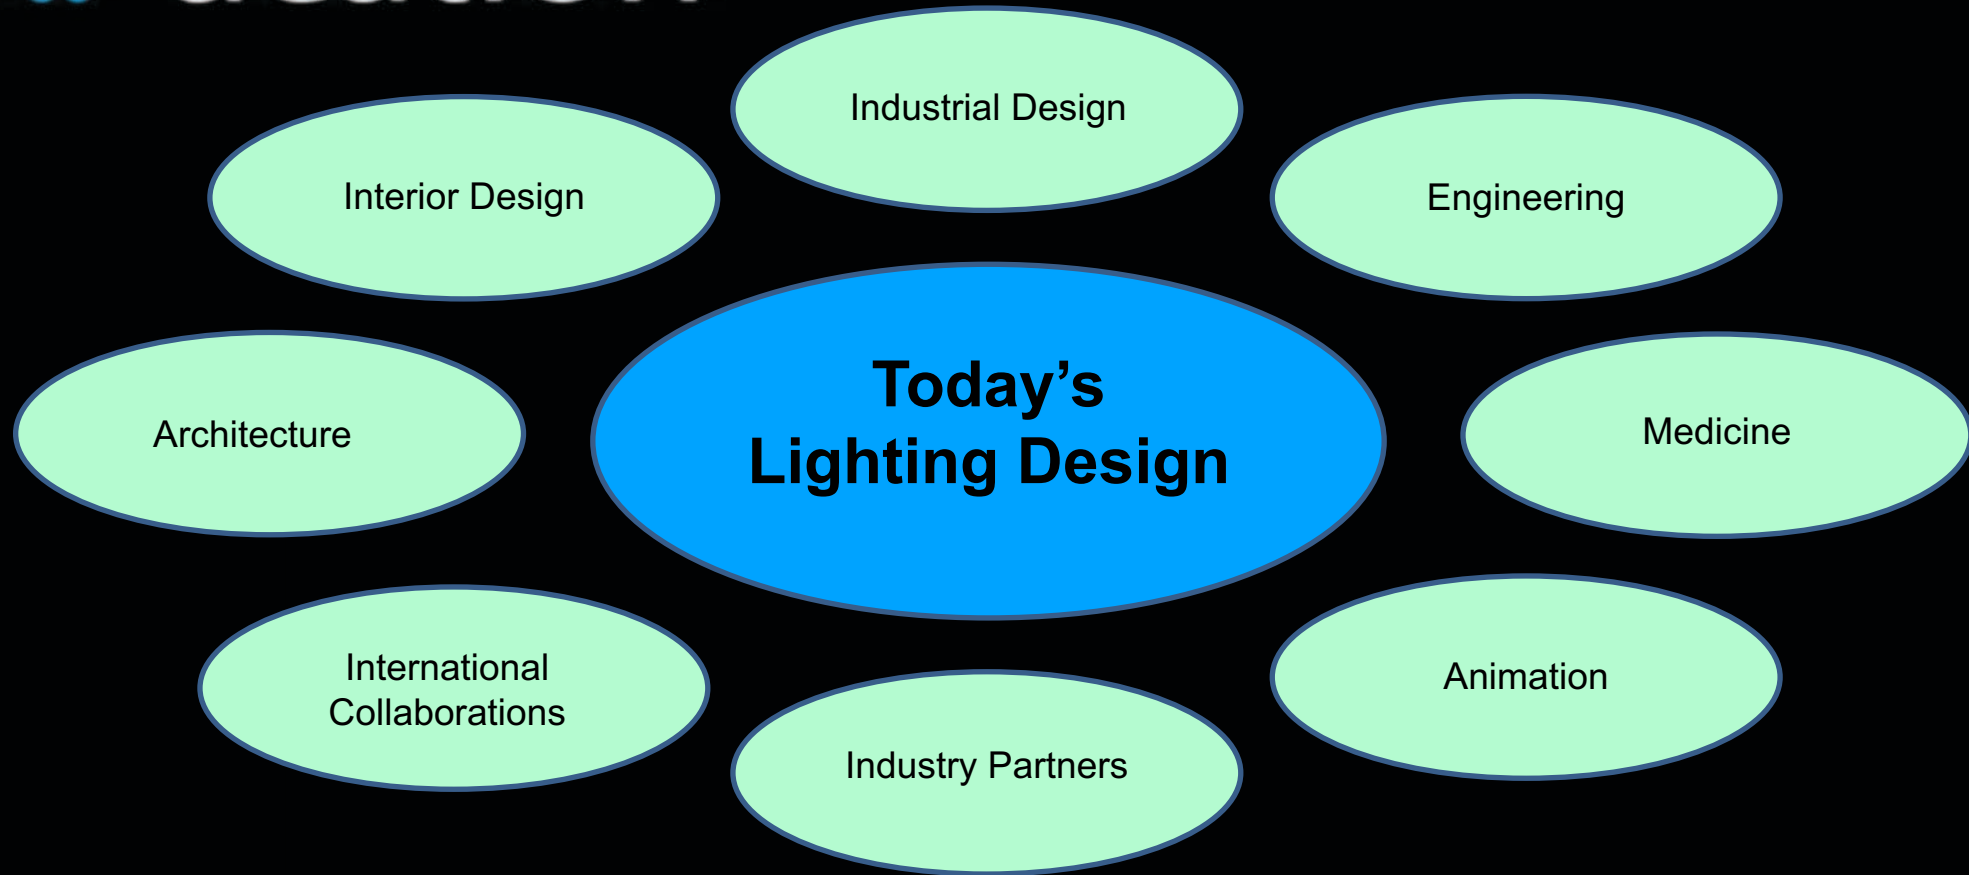 Industrial Design
Interior Design
Engineering
Today’s
Lighting Design
Architecture
Medicine
International
Collaborations
Animation
Industry Partners